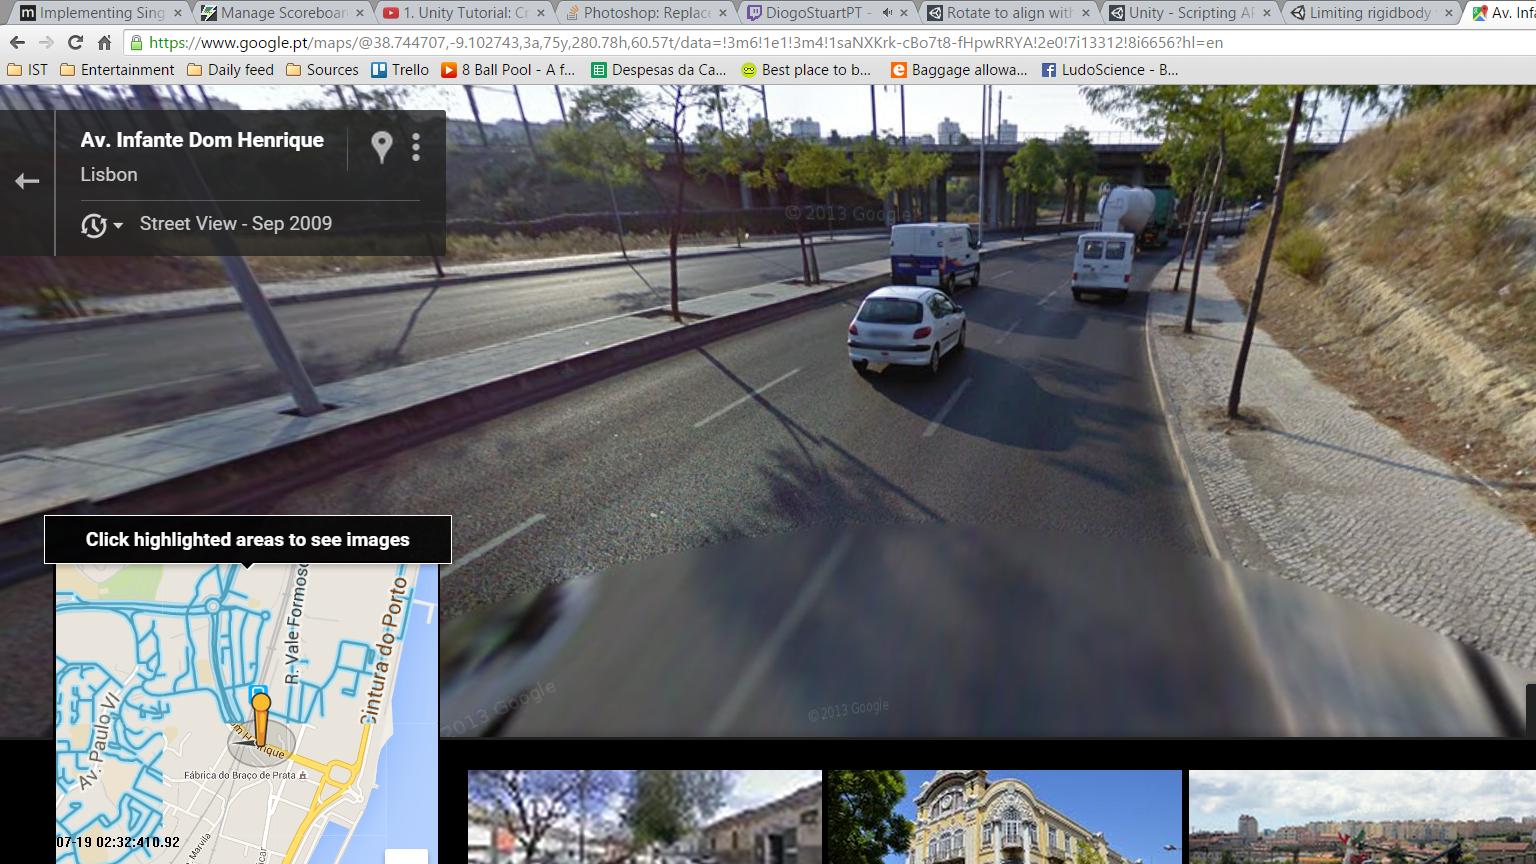 Implementing Sing
Manage Scoreboar
1. Unity Tutorial: Cr
Photoshop: Replace
DiogoStuartPT -
Rotate to align with
Unity - Scripting AP
Limiting rigidbody
Av. Infa
https://www.google.pt/maps/@38.744707,-9.102743,3a,75y,280.78h,60.57t/data=!3m6!1e1!3m4!1saNXKrk-cBo7t8-fHpwRRYA!2e0!7i13312!8i6656?hl=en
IST
Entertainment
Daily feed
Sources
Trello
8 Ball Pool - A f...
Despesas da Ca...
Best place to b...
Baggage allowa...
LudoScience - B...
Av. Infante Dom Henrique
Lisbon
Street View - Sep 2009
© 2013 Google
Click highlighted areas to see images
R. Vale Formoso
Cintura do Porto
Av. Paulo VI
om Henrique
Fábrica do Braço de Prata
Marvila
2013 Google
© 2013 Google
07-19 02:32:410.92